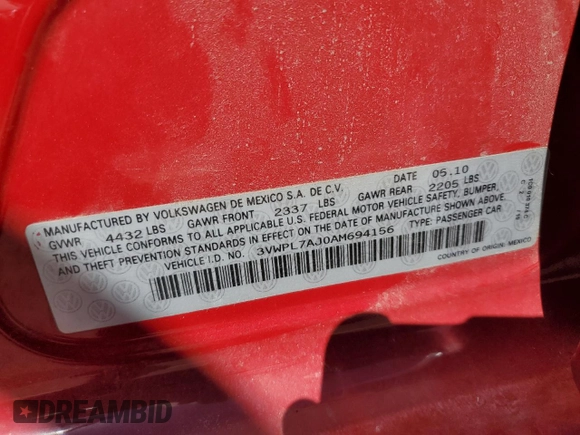 MANUFACTURED BY VOLKSWAGEN DE MEXICO S.A. DE C.V. DATE 05.10
GVWR 4432 LBS GAWR FRONT 2337 LBS GAWR REAR 2205 LBS
THIS VEHICLE CONFORMS TO ALL APPLICABLE U.S. FEDERAL MOTOR VEHICLE SAFETY, BUMPER,
AND THEFT PREVENTION STANDARDS IN EFFECT ON THE DATE OF MANUFACTURE SHOWN ABOVE.
VEHICLE I.D. NO. 3VWPL7AJ0AM694156 TYPE: PASSENGER CAR
COUNTRY OF ORIGIN: MEXICO
DREAMBID